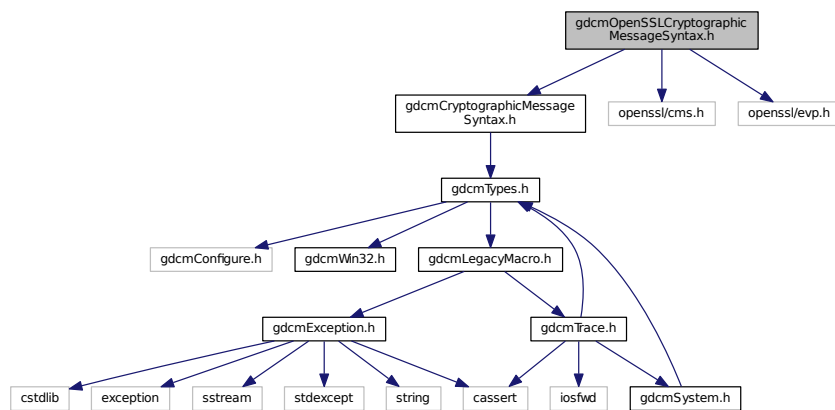 gdcmOpenSSLCryptographic
MessageSyntax.h
gdcmCryptographicMessage
Syntax.h
openssl/cms.h
openssl/evp.h
gdcmTypes.h
gdcmConfigure.h
gdcmWin32.h
gdcmLegacyMacro.h
gdcmException.h
gdcmTrace.h
cstdlib
exception
sstream
stdexcept
string
cassert
iosfwd
gdcmSystem.h